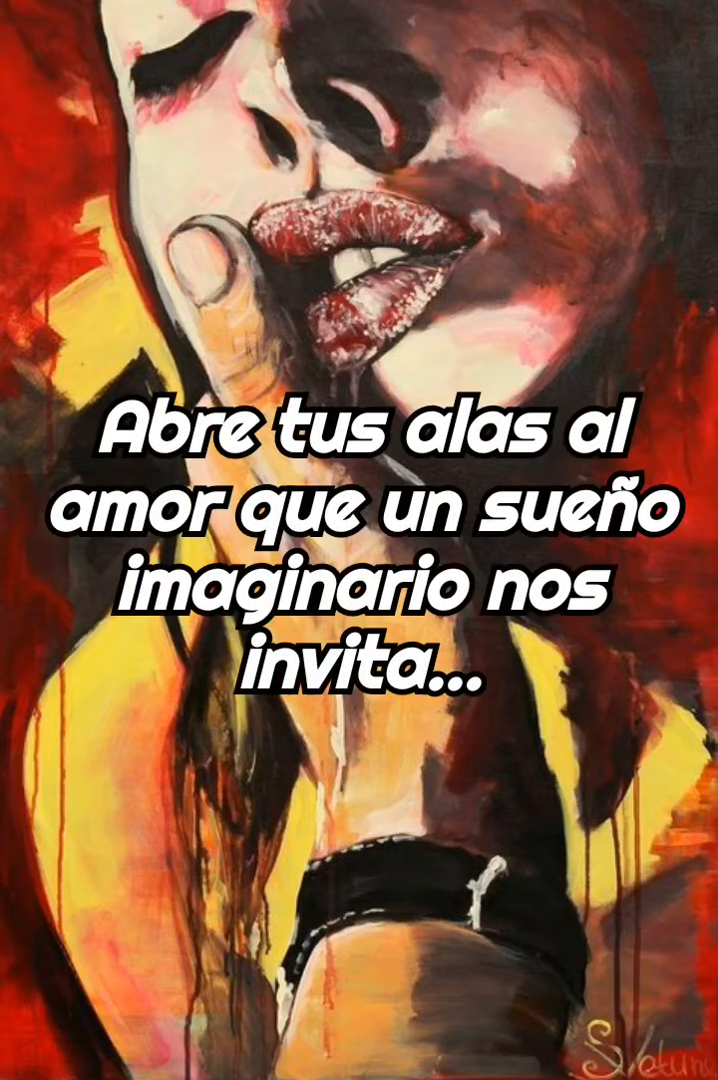 Abre tus alas al
amor que un sueño
imaginario nos
invita...